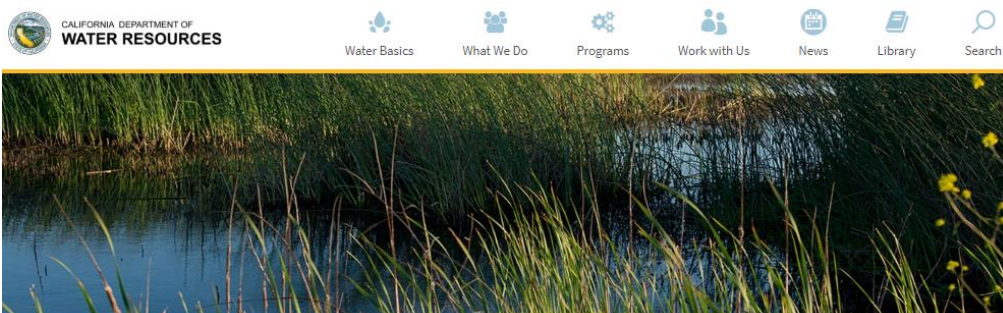 CALIFORNIA DEPARTMENT OF
WATER RESOURCES
Water Basics
What We Do
Programs
Work with Us
News
Library
Search